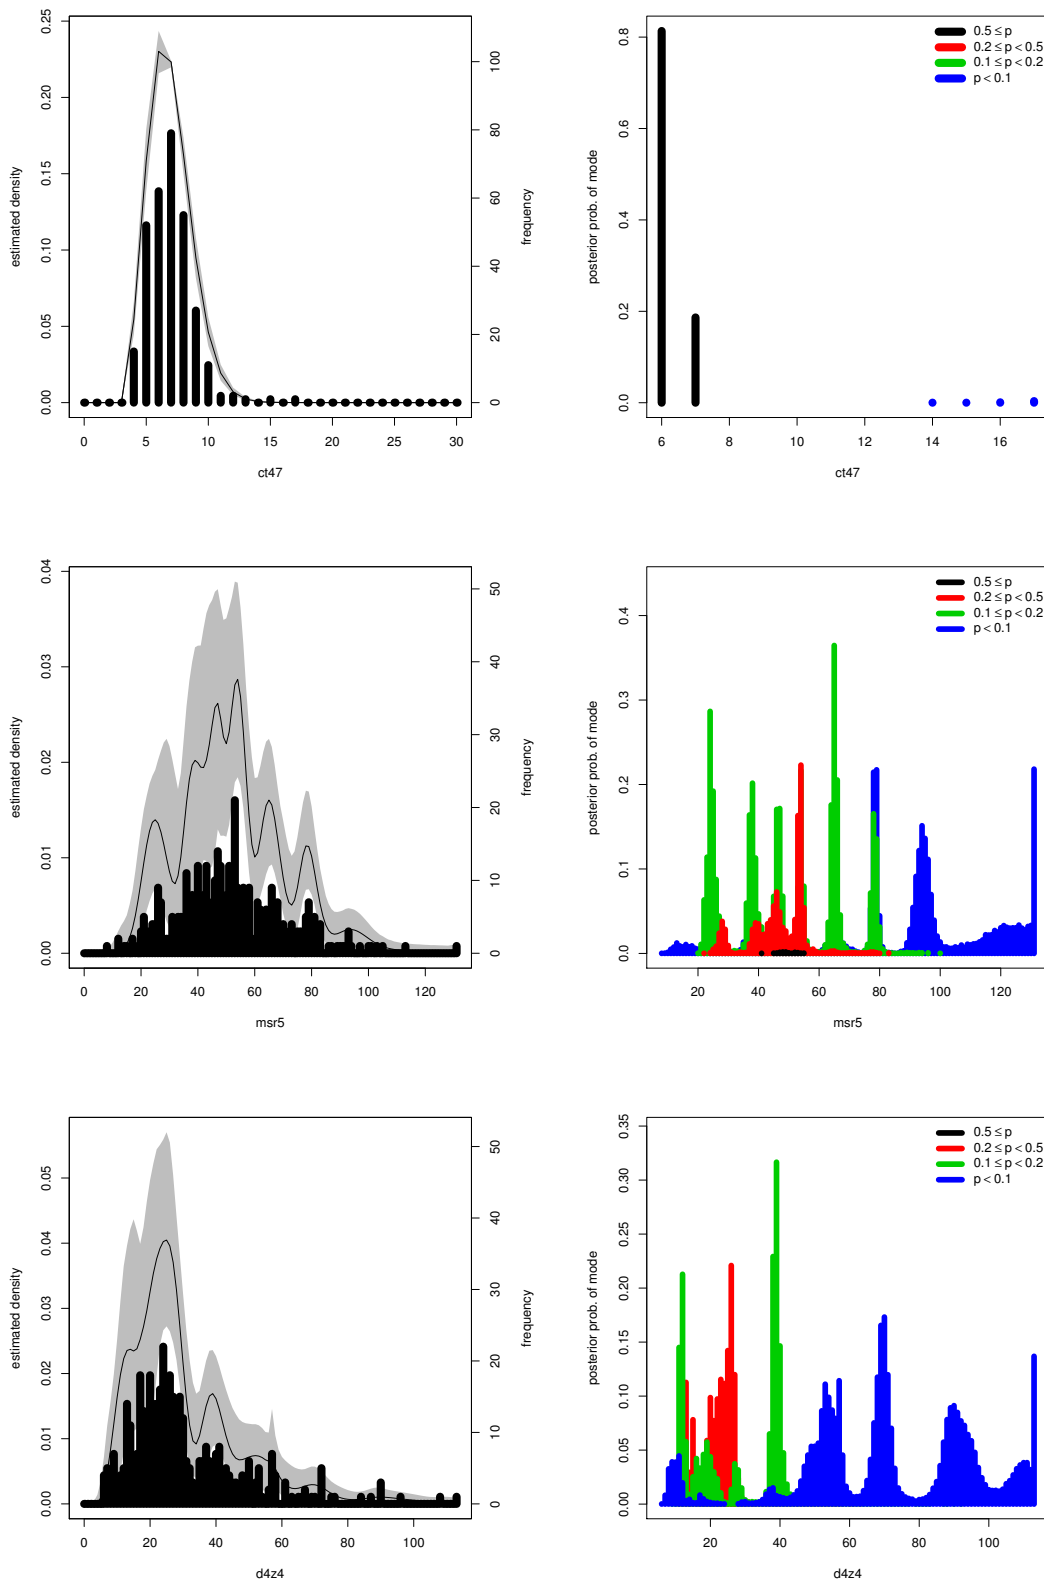 0.00 0.05 0.10 0.15 0.20 0.25
estimated density
0 20 40 60 80 100
frequency
0 5 10 15 20 25 30
ct47
0.0 0.2 0.4 0.6 0.8
posterior prob. of mode
0.5 ≤ p
0.2 ≤ p < 0.5
0.1 ≤ p < 0.2
p < 0.1
6 8 10 12 14 16
ct47
0.00 0.01 0.02 0.03 0.04
estimated density
0 10 20 30 40 50
frequency
0 20 40 60 80 100 120
msr5
0.0 0.1 0.2 0.3 0.4
posterior prob. of mode
0.5 ≤ p
0.2 ≤ p < 0.5
0.1 ≤ p < 0.2
p < 0.1
20 40 60 80 100 120
msr5
0.00 0.01 0.02 0.03 0.04 0.05
estimated density
0 10 20 30 40 50
frequency
0 20 40 60 80 100
d4z4
0.00 0.05 0.10 0.15 0.20 0.25 0.30 0.35
posterior prob. of mode
0.5 ≤ p
0.2 ≤ p < 0.5
0.1 ≤ p < 0.2
p < 0.1
20 40 60 80 100
d4z4